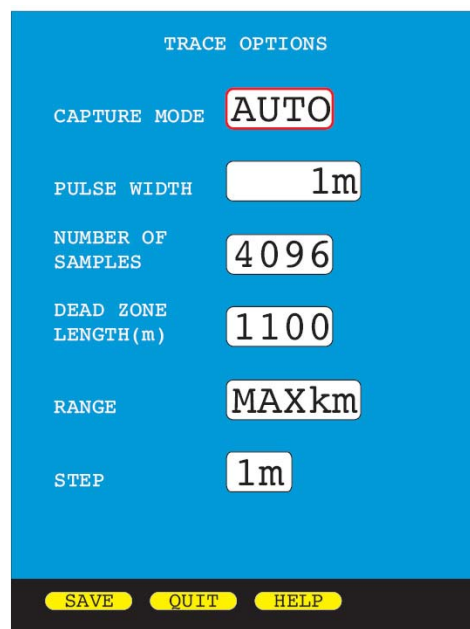 TRACE OPTIONS
CAPTURE MODE AUTO
PULSE WIDTH 1m
NUMBER OF
SAMPLES 4096
DEAD ZONE
LENGTH(m) 1100
RANGE MAXkm
STEP 1m
SAVE QUIT HELP